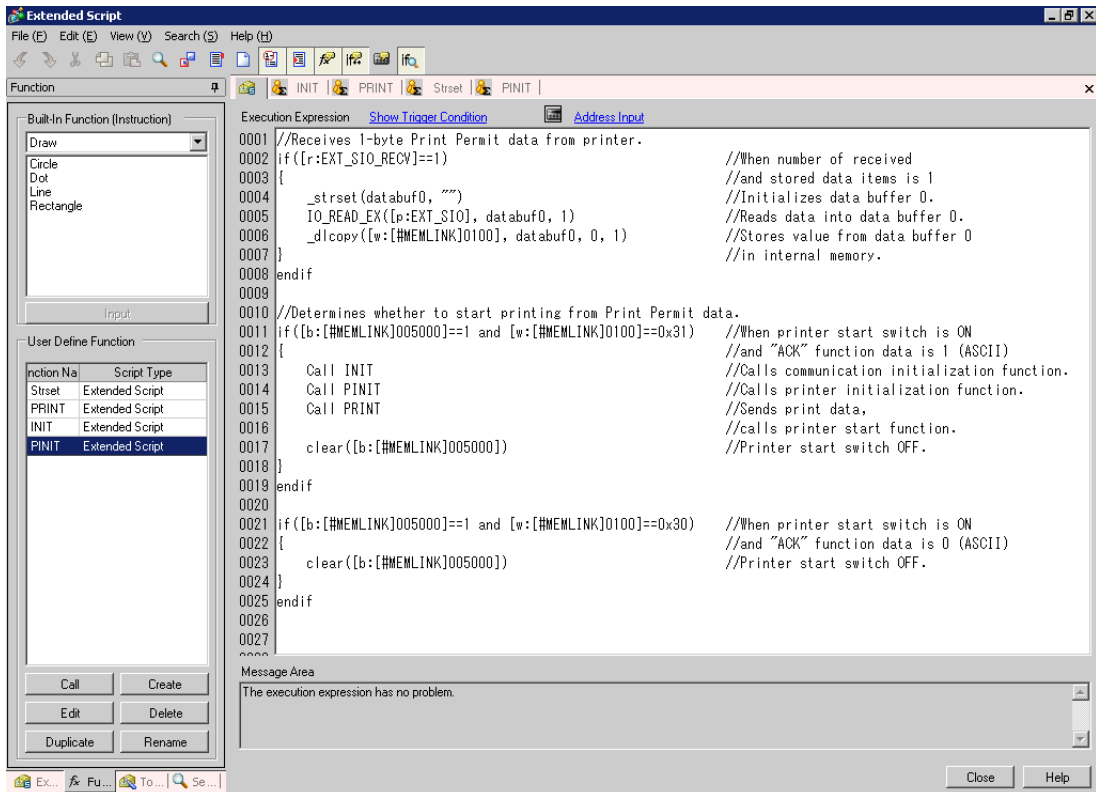 Extended Script
File (F) Edit (E) View (V) Search (S) Help (H)
Function
INIT PRINT Strset PINIT
Built-In Function (Instruction)
Draw
Circle
Dot
Line
Rectangle
Input
User Define Function
nction Na Script Type
Strset Extended Script
PRINT Extended Script
INIT Extended Script
PINIT Extended Script
Call Create
Edit Delete
Duplicate Rename
Ex... Fu... To... Se...
Execution Expression Show Trigger Condition Address Input
0001 //Receives 1-byte Print Permit data from printer.
0002 if([r:EXT_SIO_RECV]==1) //When number of received
0003 { //and stored data items is 1
0004 _strset(databuf0, "") //Initializes data buffer 0.
0005 IO_READ_EX([p:EXT_SIO], databuf0, 1) //Reads data into data buffer 0.
0006 _dlcopy([w:[#MEMLINK]0100], databuf0, 0, 1) //Stores value from data buffer 0
0007 } //in internal memory.
0008 endif
0009
0010 //Determines whether to start printing from Print Permit data.
0011 if([b:[#MEMLINK]005000]==1 and [w:[#MEMLINK]0100]==0x31) //When printer start switch is ON
0012 { //and "ACK" function data is 1 (ASCII)
0013 Call INIT //Calls communication initialization function.
0014 Call PINIT //Calls printer initialization function.
0015 Call PRINT //Sends print data,
0016 //calls printer start function.
0017 clear([b:[#MEMLINK]005000]) //Printer start switch OFF.
0018 }
0019 endif
0020
0021 if([b:[#MEMLINK]005000]==1 and [w:[#MEMLINK]0100]==0x30) //When printer start switch is ON
0022 { //and "ACK" function data is 0 (ASCII)
0023 clear([b:[#MEMLINK]005000]) //Printer start switch OFF.
0024 }
0025 endif
0026
0027
Message Area
The execution expression has no problem.
Close Help